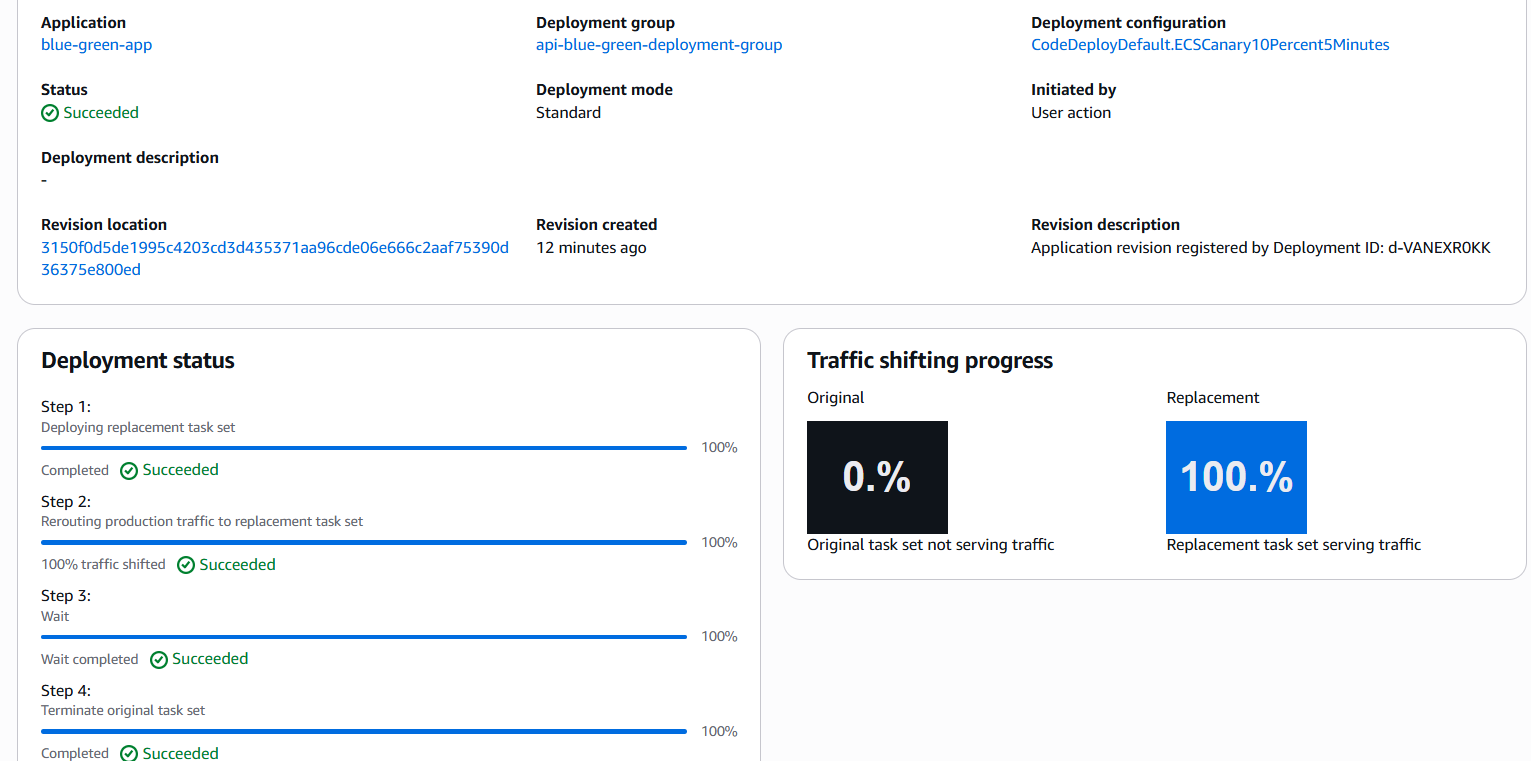 Application
blue-green-app
Deployment group
api-blue-green-deployment-group
Deployment configuration
CodeDeployDefault.ECSCanary10Percent5Minutes
Status
Succeeded
Deployment mode
Standard
Initiated by
User action
Deployment description
-
Revision location
3150f0d5de1995c4203cd3d435371aa96cde06e666c2aaf75390d
36375e800ed
Revision created
12 minutes ago
Revision description
Application revision registered by Deployment ID: d-VANEXR0KK
Deployment status
Step 1:
Deploying replacement task set
100%
Completed Succeeded
Step 2:
Rerouting production traffic to replacement task set
100%
100% traffic shifted Succeeded
Step 3:
Wait
100%
Wait completed Succeeded
Step 4:
Terminate original task set
100%
Completed Succeeded
Traffic shifting progress
Original
0.%
Original task set not serving traffic
Replacement
100.%
Replacement task set serving traffic